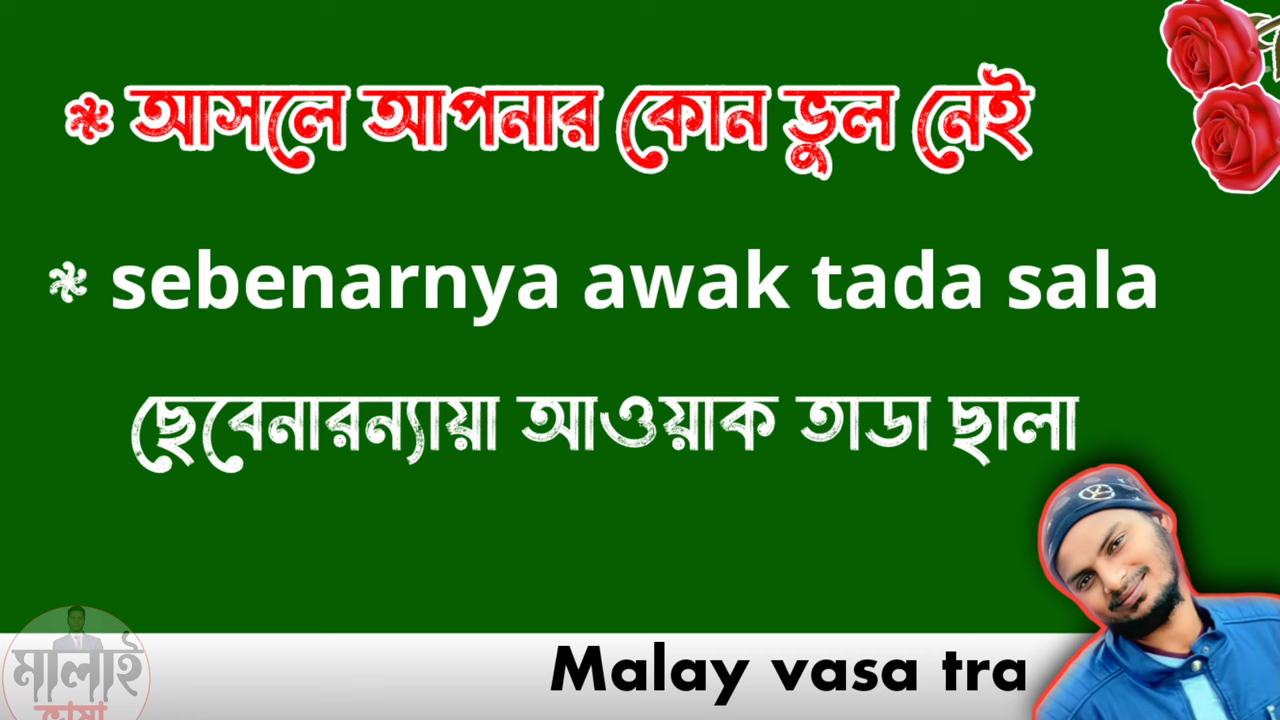 * আসলে আপনার কোন ভুল নেই
* sebenarnya awak tada sala
ছেবেনারন্যায়া আওয়াক তাডা ছালা
Malay vasa tra
মালাই
ভাষা